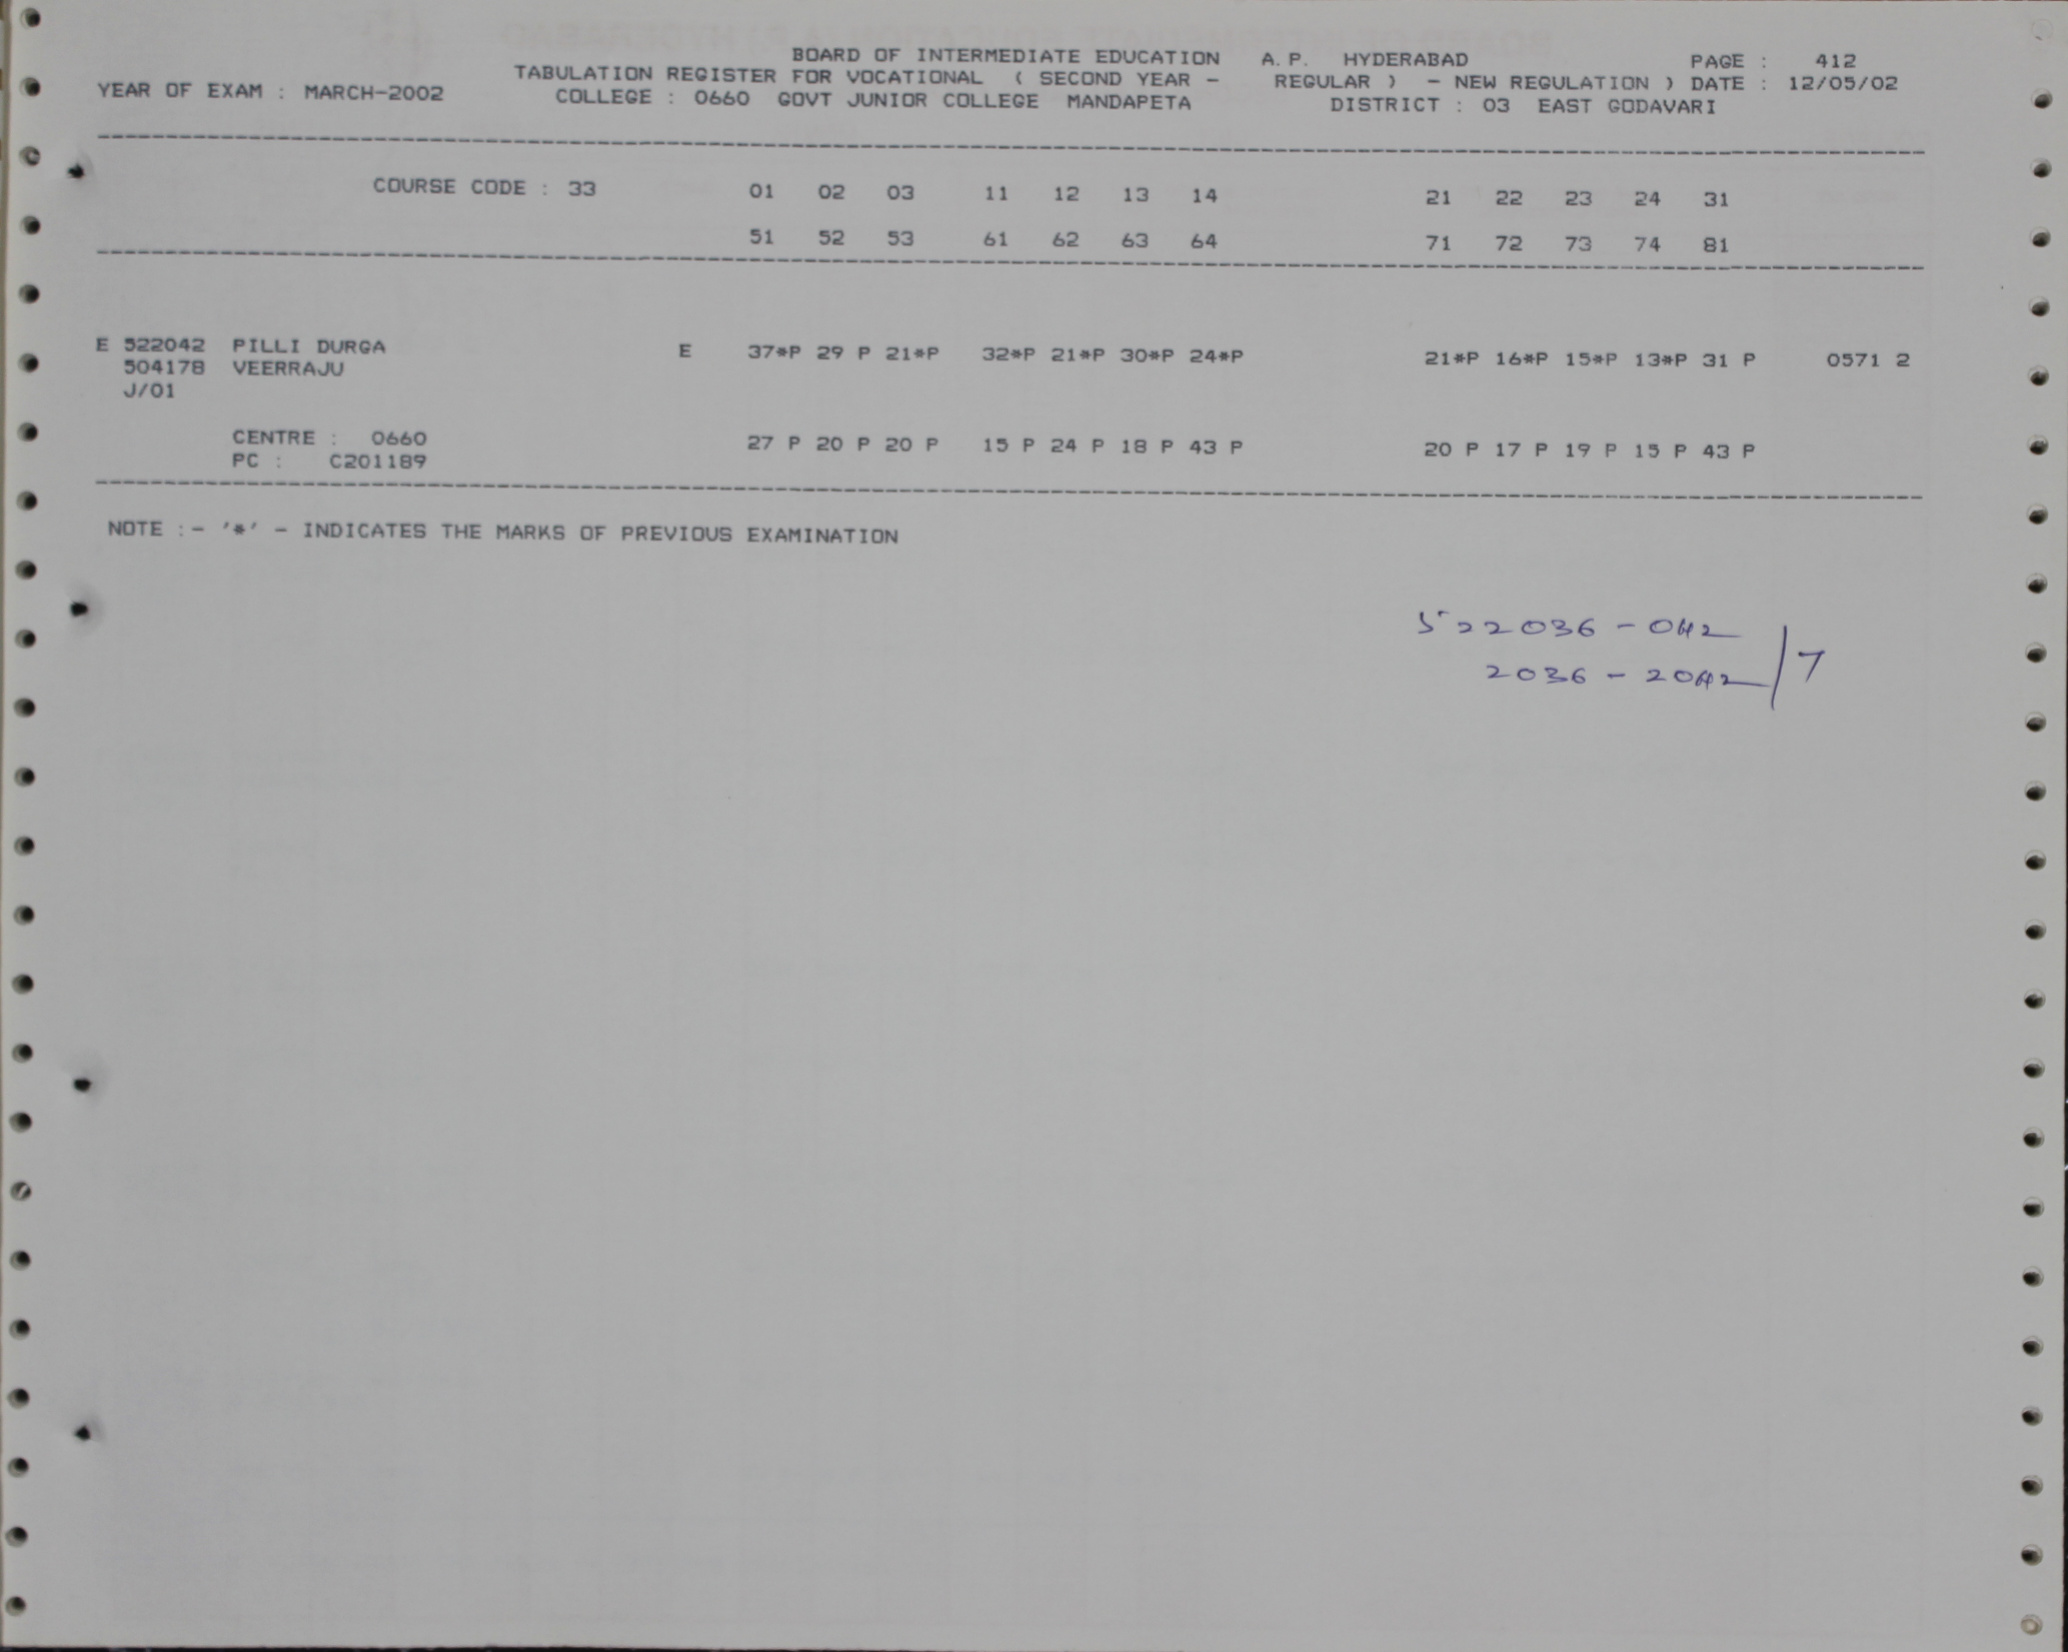 BOARD OF INTERMEDIATE EDUCATION A.P. HYDERABAD PAGE : 412
TABULATION REGISTER FOR VOCATIONAL ( SECOND YEAR - REGULAR ) - NEW REGULATION ) DATE : 12/05/02
YEAR OF EXAM : MARCH-2002 COLLEGE : 0660 GOVT JUNIOR COLLEGE MANDAPETA DISTRICT : 03 EAST GODAVARI
COURSE CODE : 33 01 02 03 11 12 13 14 21 22 23 24 31
51 52 53 61 62 63 64 71 72 73 74 81
E 522042 PILLI DURGA E 37*P 29 P 21*P 32*P 21*P 30*P 24*P 21*P 16*P 15*P 13*P 31 P 0571 2
504178 VEERRAJU
J/01
CENTRE : 0660 27 P 20 P 20 P 15 P 24 P 18 P 43 P 20 P 17 P 19 P 15 P 43 P
PC : C201189
NOTE :- '*' - INDICATES THE MARKS OF PREVIOUS EXAMINATION
522036 - 042
2036 - 2042 / 7